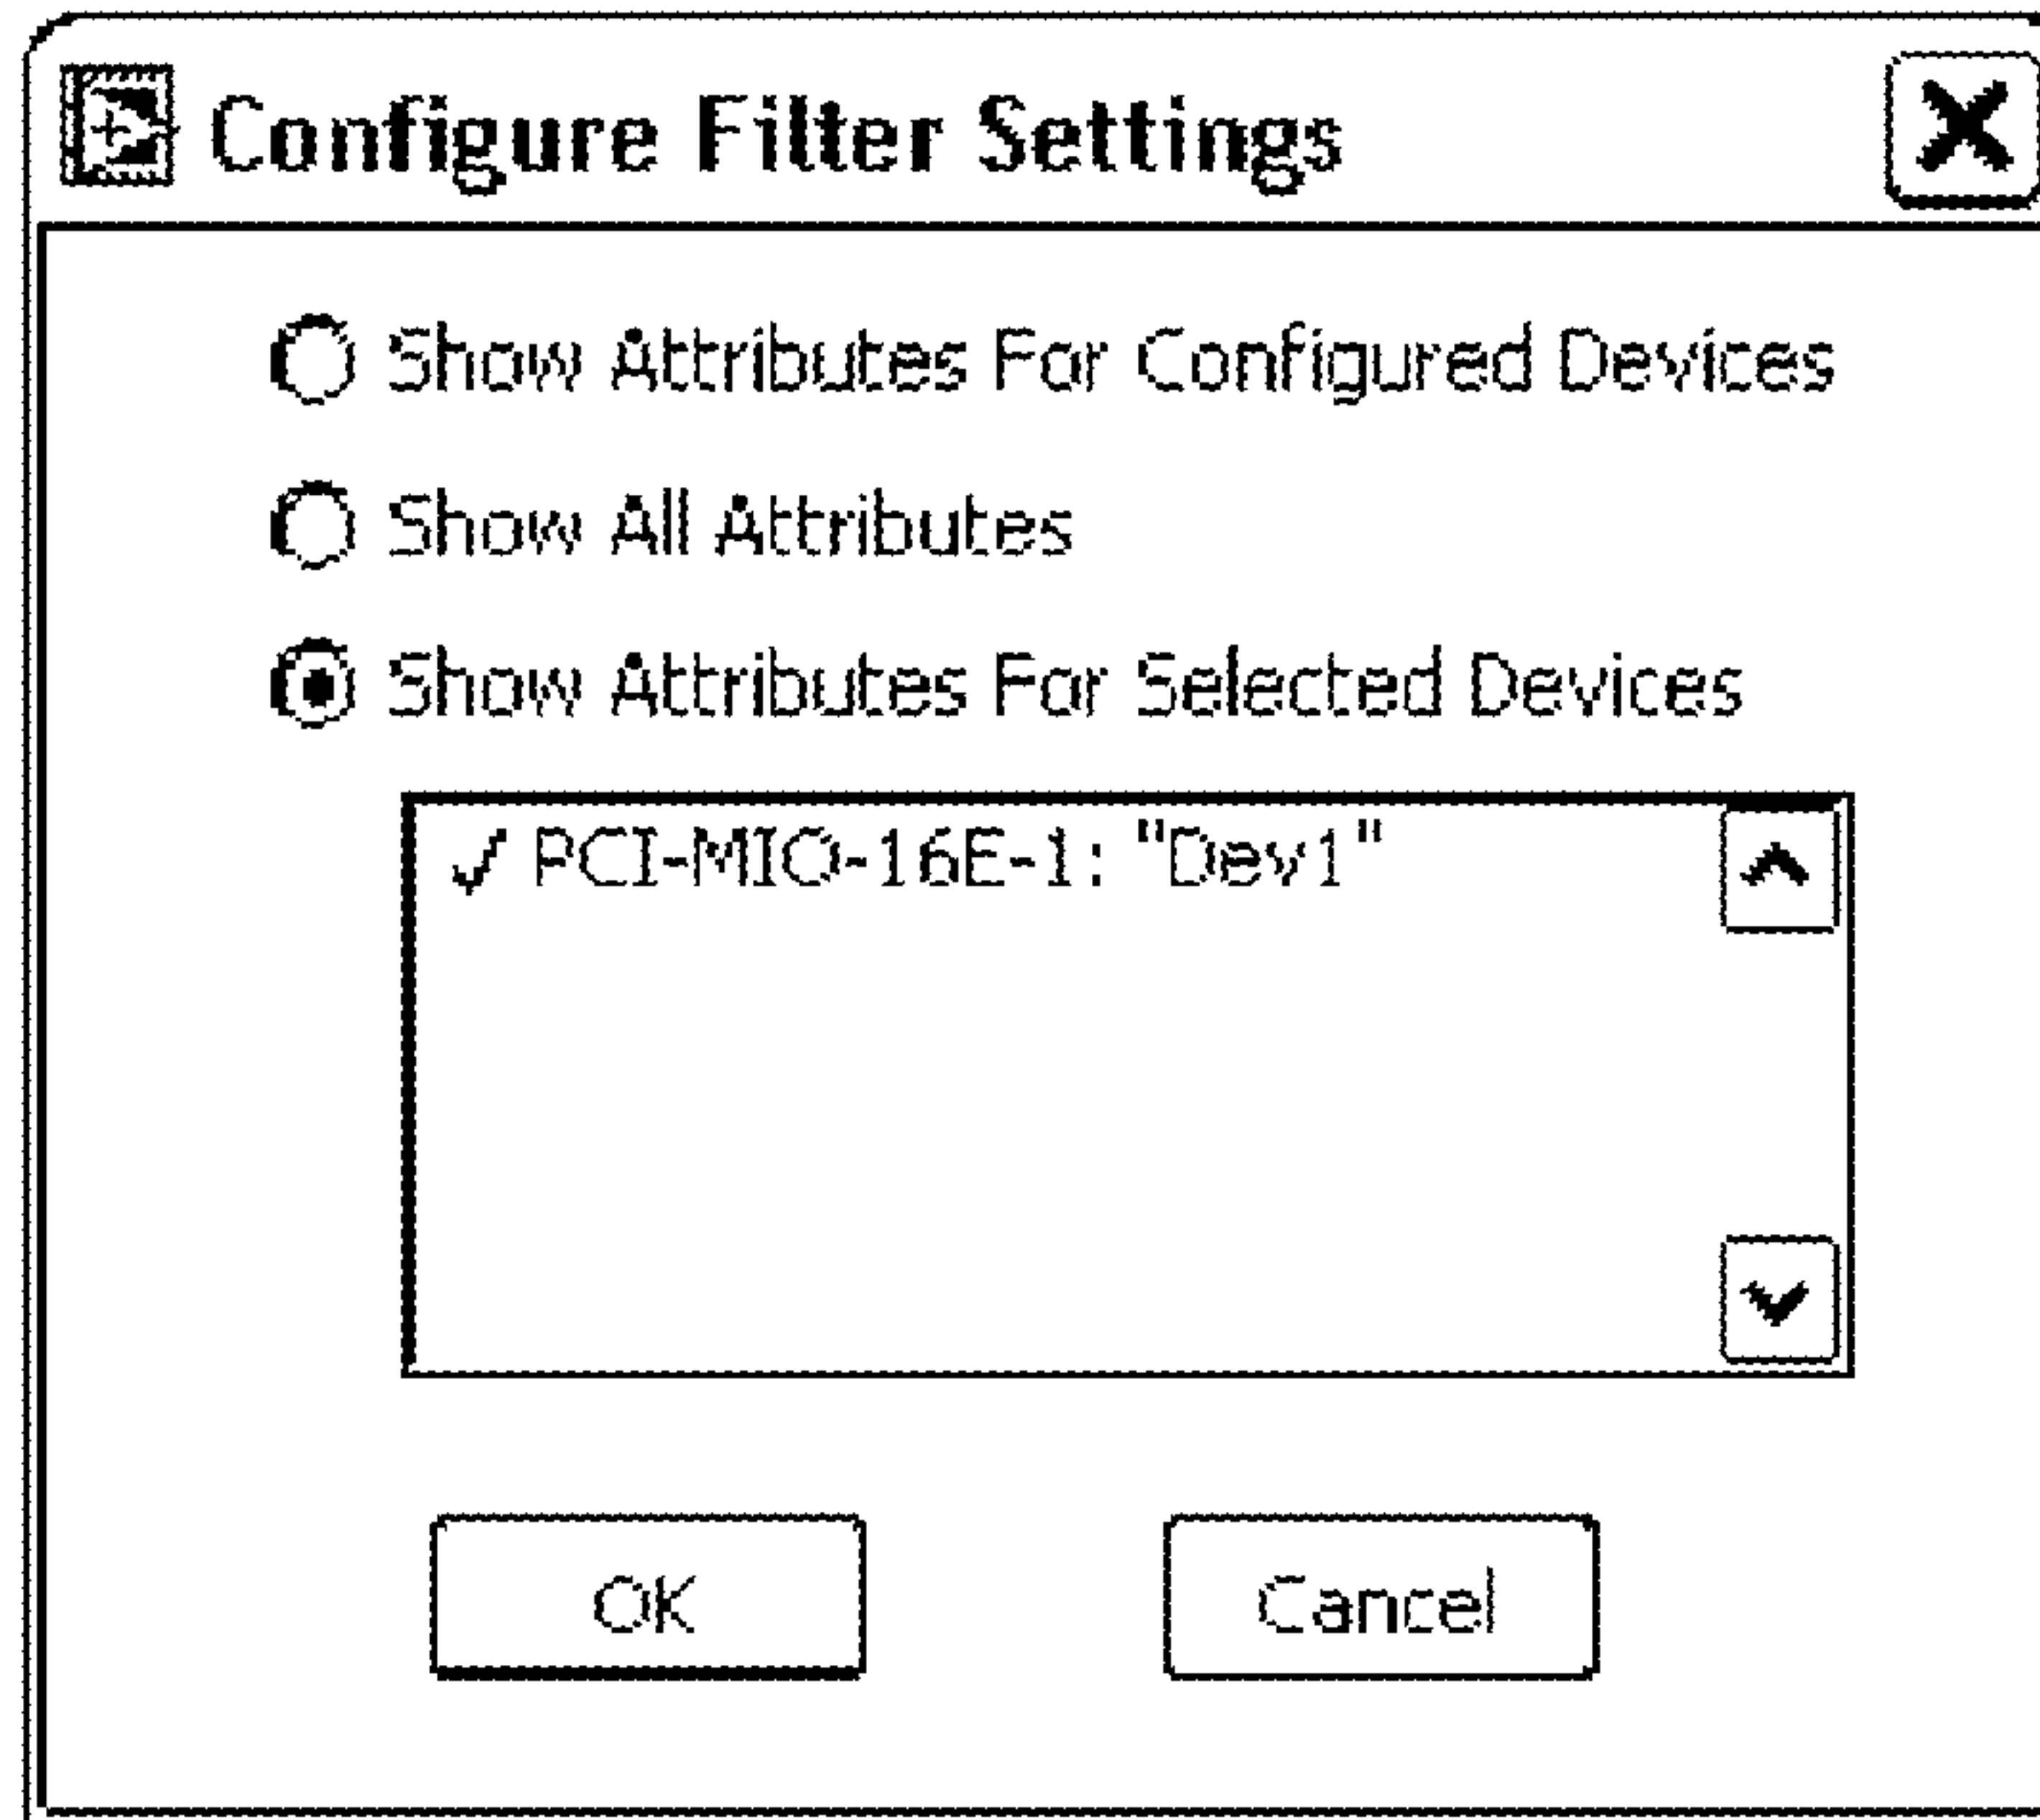 Configure Filter Settings
Show Attributes For Configured Devices
Show All Attributes
Show Attributes For Selected Devices
✓ PCI-MIO-16E-1: "Dev1"
OK
Cancel